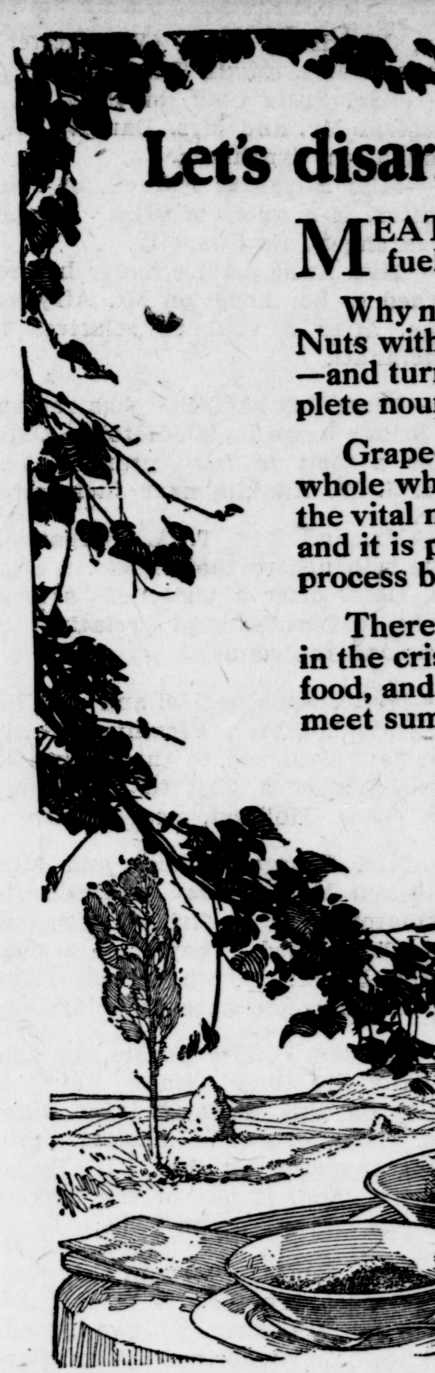 Let's disar
MEAT
fuel
Why n
Nuts with
—and turn
plete nour
Grape
whole wh
the vital m
and it is p
process b
There
in the cris
food, and
meet sum